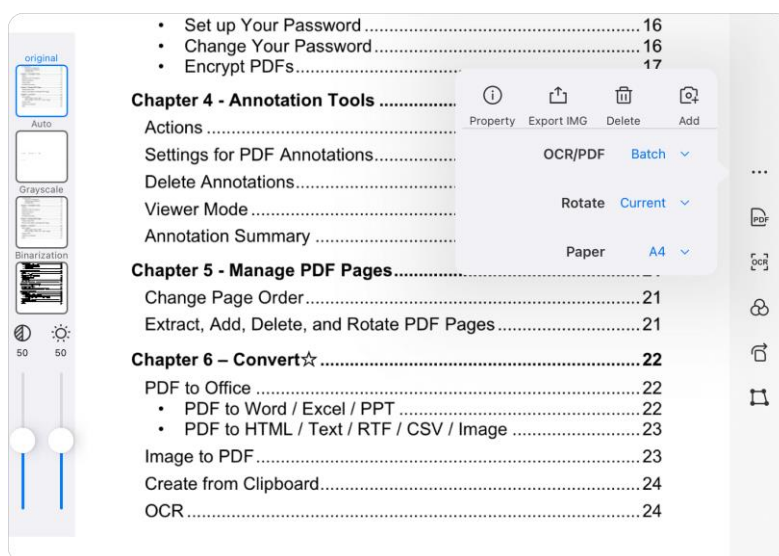 • Set up Your Password ........ 16
• Change Your Password ........ 16
• Encrypt PDFs ........ 17
Chapter 4 - Annotation Tools ........
Actions ........
Settings for PDF Annotations ........
Delete Annotations ........
Viewer Mode ........
Annotation Summary ........
Chapter 5 - Manage PDF Pages ........
Change Page Order ........ 21
Extract, Add, Delete, and Rotate PDF Pages ........ 21
Chapter 6 – Convert☆ ........ 22
PDF to Office ........ 22
• PDF to Word / Excel / PPT ........ 22
• PDF to HTML / Text / RTF / CSV / Image ........ 23
Image to PDF ........ 23
Create from Clipboard ........ 24
OCR ........ 24
original
Auto
Grayscale
Binarization
50 50
Property Export IMG Delete Add
OCR/PDF Batch
Rotate Current
Paper A4
PDF
OCR